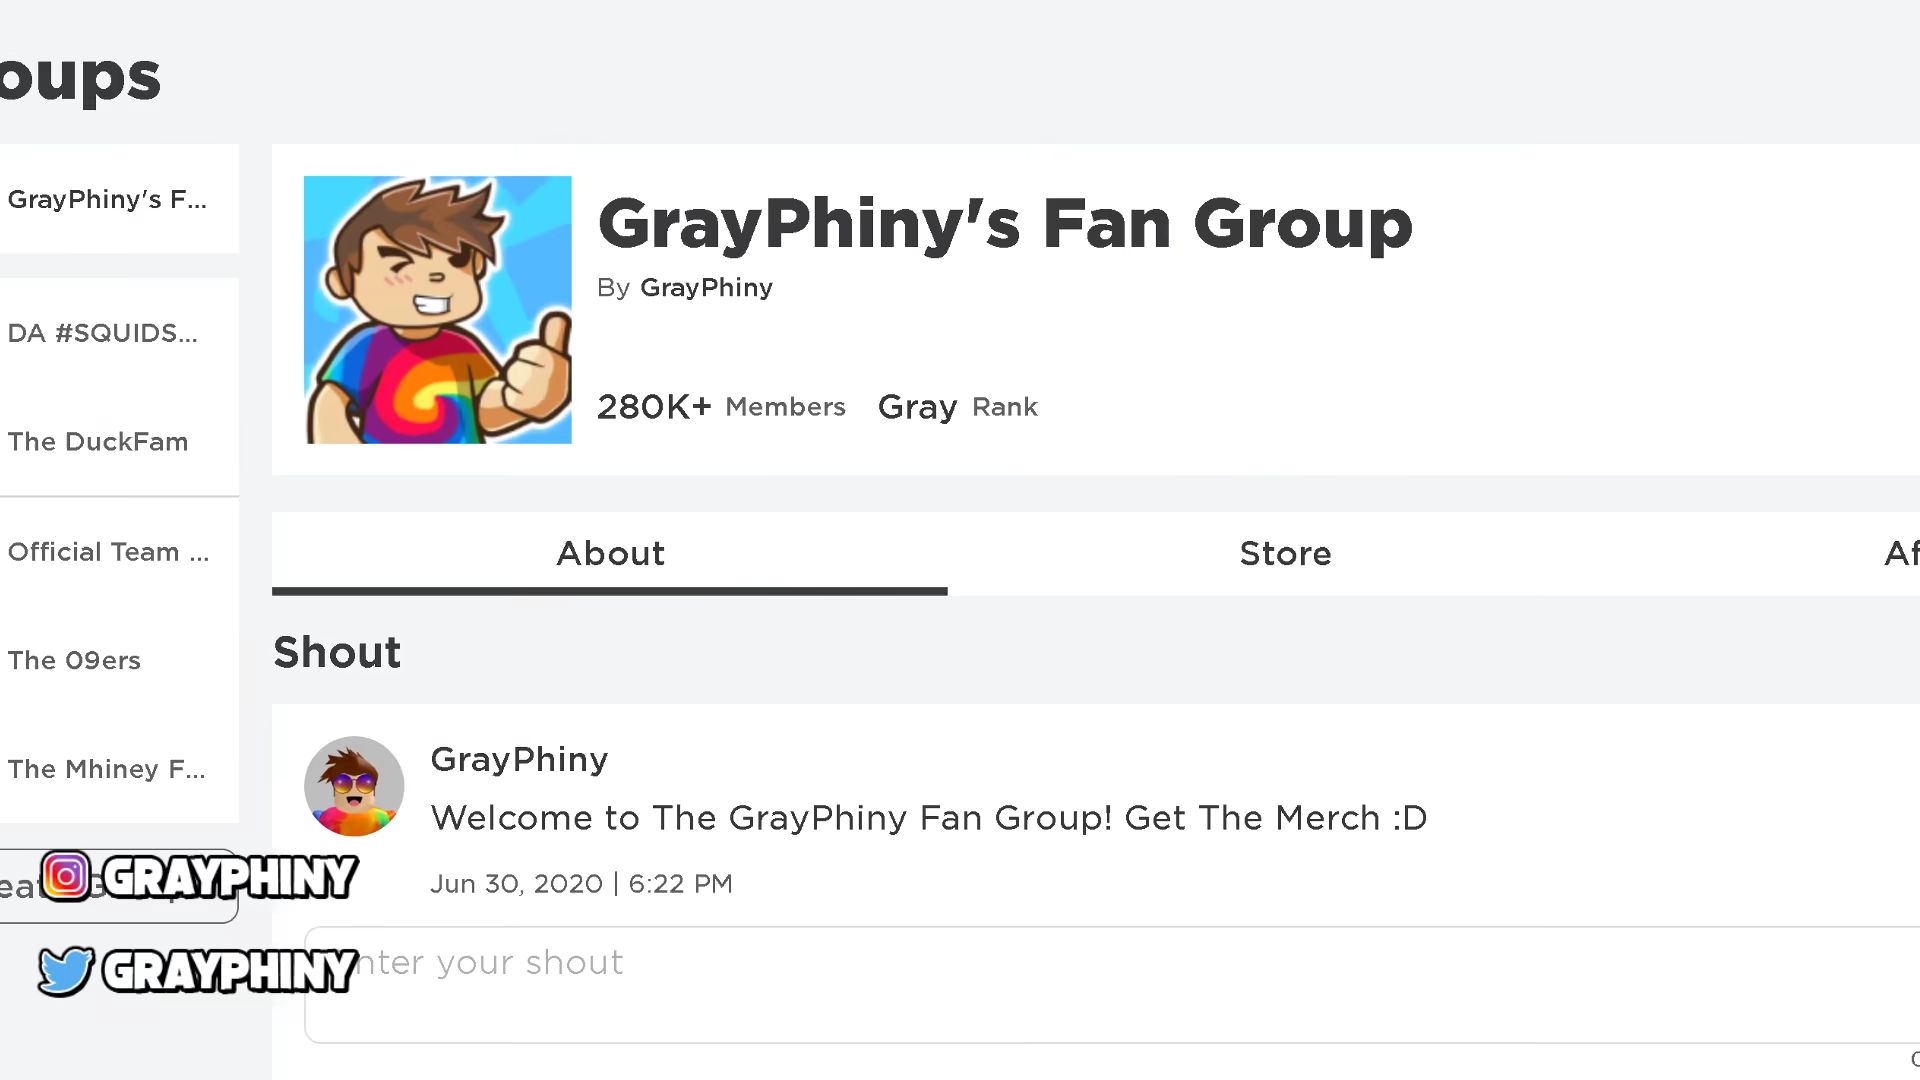 oups
GrayPhiny's F...
DA #SQUIDS...
The DuckFam
Official Team ...
The 09ers
The Mhiney F...
GrayPhiny's Fan Group
By GrayPhiny
280K+ Members Gray Rank
About Store Af
Shout
GrayPhiny
Welcome to The GrayPhiny Fan Group! Get The Merch :D
Jun 30, 2020 | 6:22 PM
nter your shout
GRAYPHINY
GRAYPHINY